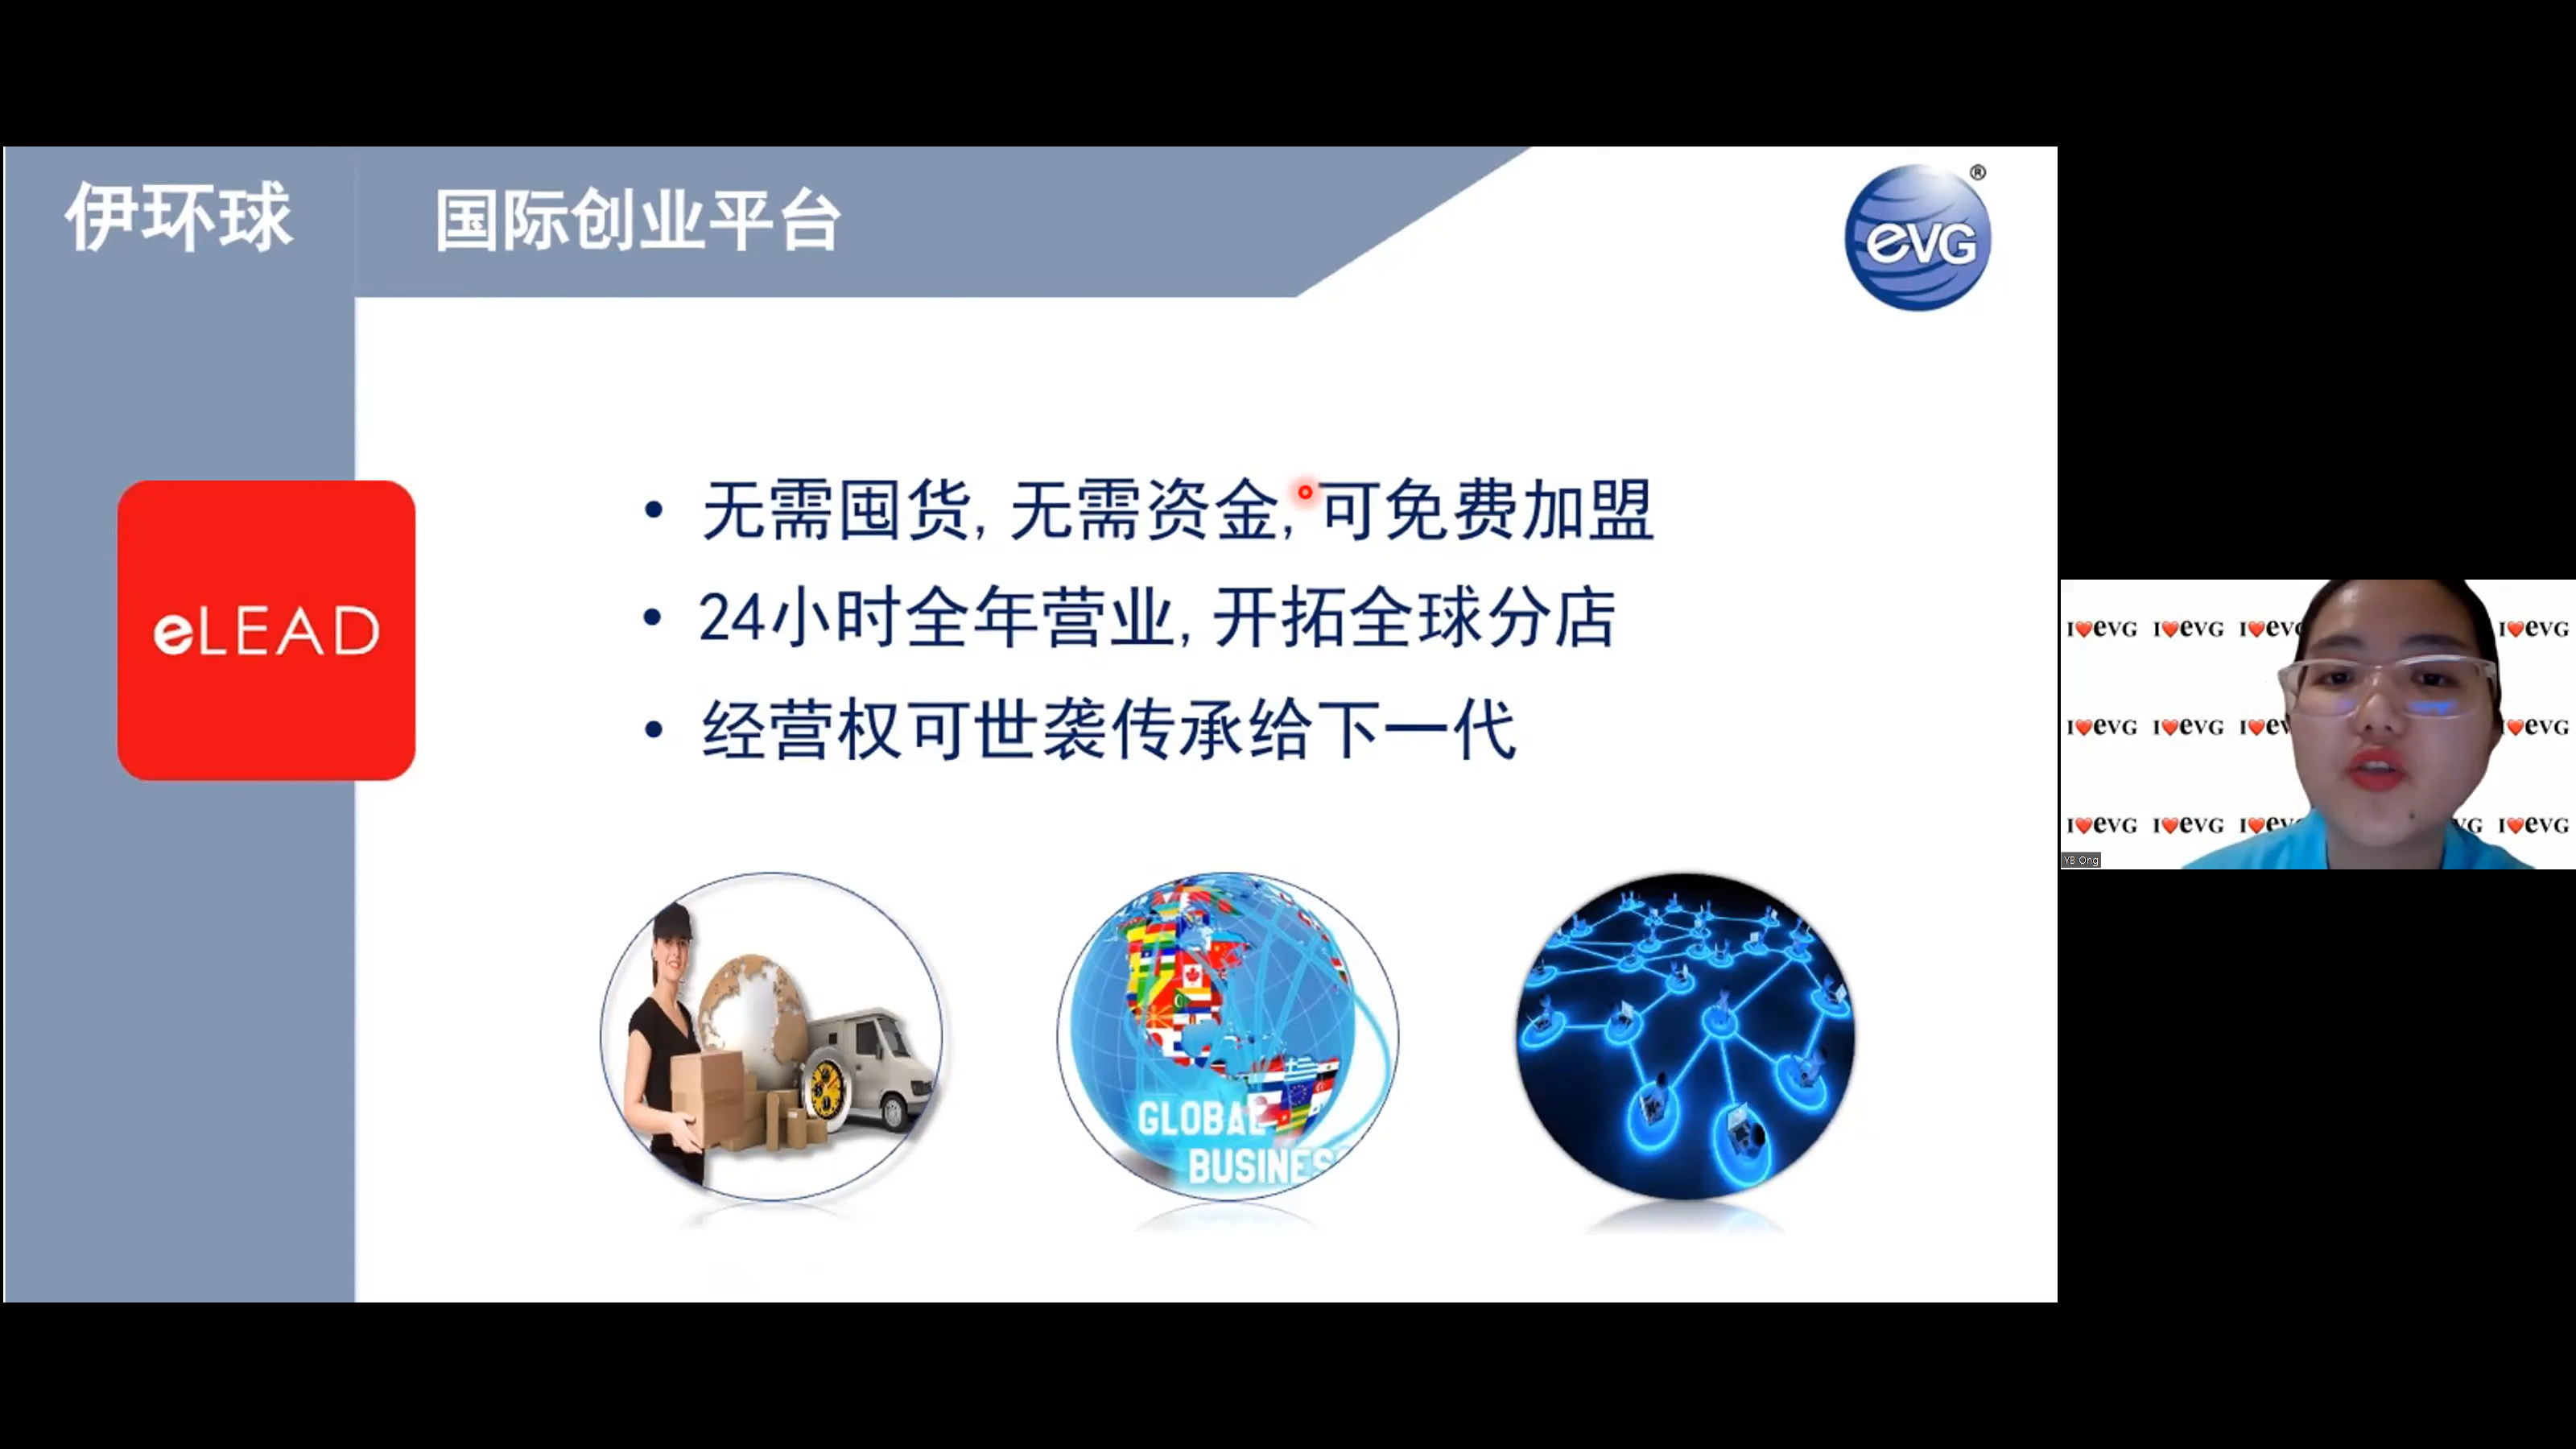 伊环球
国际创业平台
®
eVG
eLEAD
• 无需囤货, 无需资金, 可免费加盟
• 24小时全年营业, 开拓全球分店
• 经营权可世袭传承给下一代
GLOBAL
BUSINES
I❤️eVG I❤️eVG I❤️eVG I❤️eVG
I❤️eVG I❤️eVG I❤️eV I❤️eVG
I❤️eVG I❤️eVG I❤️eV VG I❤️eVG
YB Ong